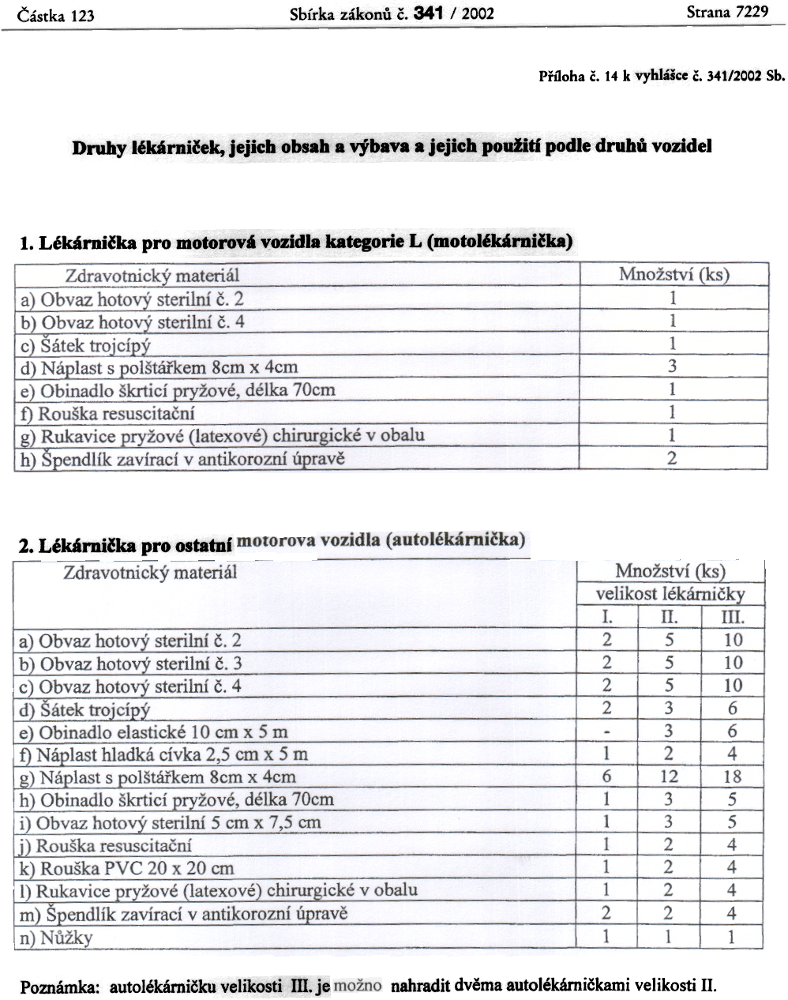 Částka 123 Sbírka zákonů č. 341 / 2002 Strana 7229
Příloha č. 14 k vyhlášce č. 341/2002 Sb.
Druhy lékárniček, jejich obsah a výbava a jejich použití podle druhů vozidel
1. Lékárnička pro motorová vozidla kategorie L (motolékárnička)
Zdravotnický materiál Množství (ks)
a) Obvaz hotový sterilní č. 2 1
b) Obvaz hotový sterilní č. 4 1
c) Šátek trojcípý 1
d) Náplast s polštářkem 8cm x 4cm 3
e) Obinadlo škrticí pryžové, délka 70cm 1
f) Rouška resuscitační 1
g) Rukavice pryžové (latexové) chirurgické v obalu 1
h) Špendlík zavírací v antikorozní úpravě 2
2. Lékárnička pro ostatní motorova vozidla (autolékárnička)
Zdravotnický materiál Množství (ks)
velikost lékárničky
I. II. III.
a) Obvaz hotový sterilní č. 2 2 5 10
b) Obvaz hotový sterilní č. 3 2 5 10
c) Obvaz hotový sterilní č. 4 2 5 10
d) Šátek trojcípý 2 3 6
e) Obinadlo elastické 10 cm x 5 m - 3 6
f) Náplast hladká cívka 2,5 cm x 5 m 1 2 4
g) Náplast s polštářkem 8cm x 4cm 6 12 18
h) Obinadlo škrticí pryžové, délka 70cm 1 3 5
i) Obvaz hotový sterilní 5 cm x 7,5 cm 1 3 5
j) Rouška resuscitační 1 2 4
k) Rouška PVC 20 x 20 cm 1 2 4
l) Rukavice pryžové (latexové) chirurgické v obalu 1 2 4
m) Špendlík zavírací v antikorozní úpravě 2 2 4
n) Nůžky 1 1 1
Poznámka: autolékárničku velikosti III. je možno nahradit dvěma autolékárničkami velikosti II.